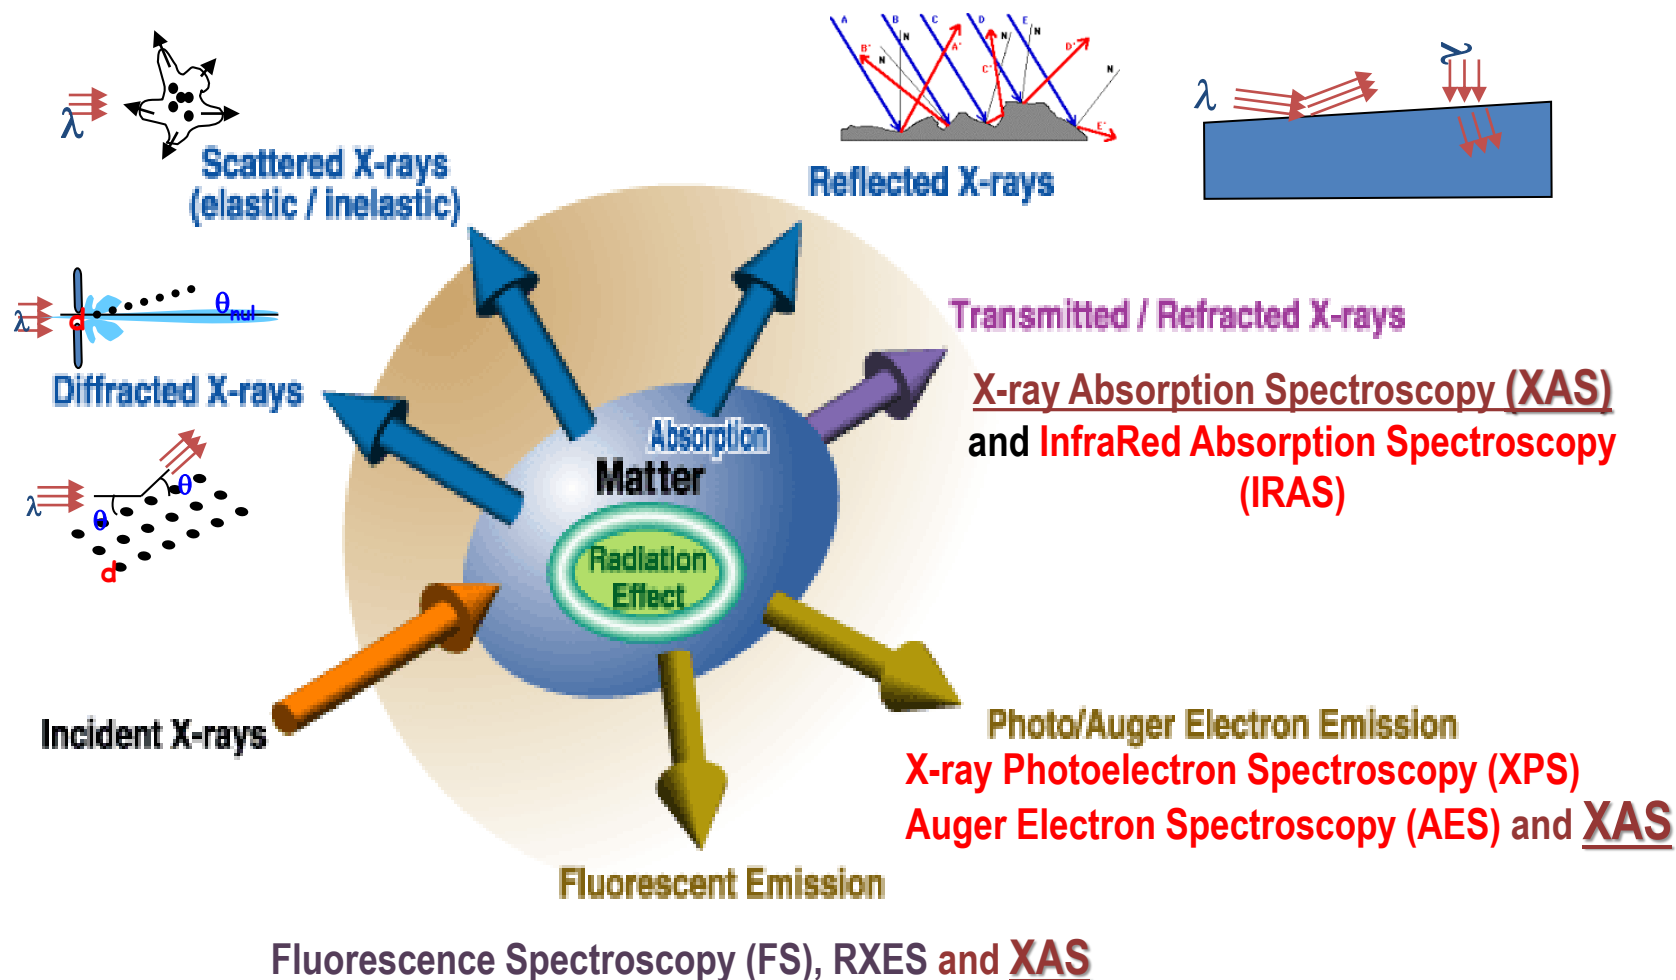 λ
Scattered X-rays
(elastic / inelastic)
A B C D E
N
N
N
N
N
B'
A'
C'
D'
E'
Reflected X-rays
λ
λ
λ
d
θnul
Diffracted X-rays
λ
θ
θ
d
Transmitted / Refracted X-rays
X-ray Absorption Spectroscopy (XAS)
and InfraRed Absorption Spectroscopy
(IRAS)
Absorption
Matter
Radiation
Effect
Incident X-rays
Photo/Auger Electron Emission
X-ray Photoelectron Spectroscopy (XPS)
Auger Electron Spectroscopy (AES) and XAS
Fluorescent Emission
Fluorescence Spectroscopy (FS), RXES and XAS